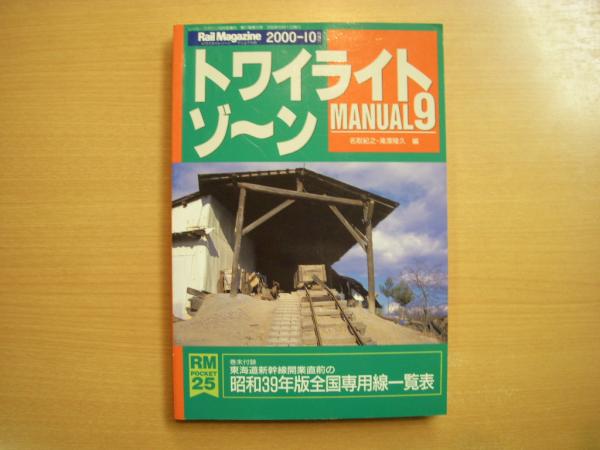 Rail Magazine 2000-10
トワイライト
ゾ〜ン
MANUAL9
名取紀之・滝澤隆久 編
RM
POCKET
25
巻末付録
東海道新幹線開業直前の
昭和39年版全国専用線一覧表